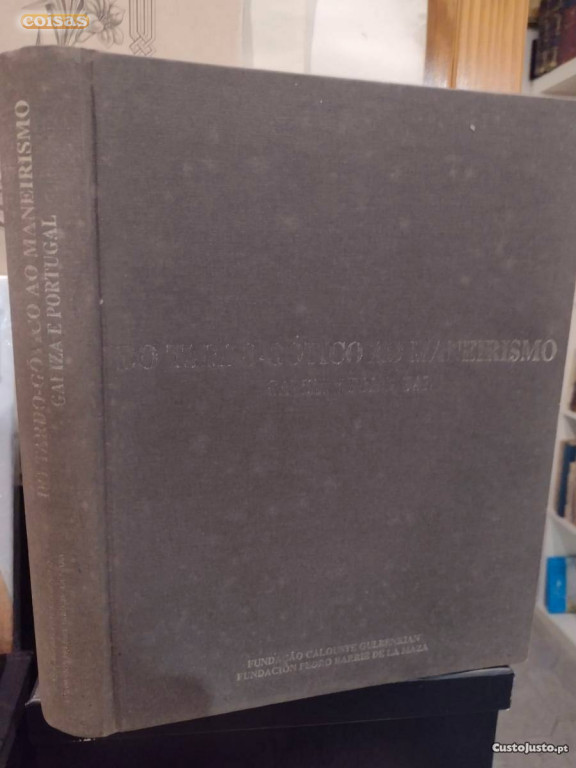 coisas
DO TARDO-GÓTICO AO MANEIRISMO
GALIZA E PORTUGAL
DO TARDO-GÓTICO AO MANEIRISMO
GALIZA E PORTUGAL
FUNDAÇÃO CALOUSTE GULBENKIAN
FUNDACIÓN PEDRO BARRIE DE LA MAZA
CustoJusto.pt